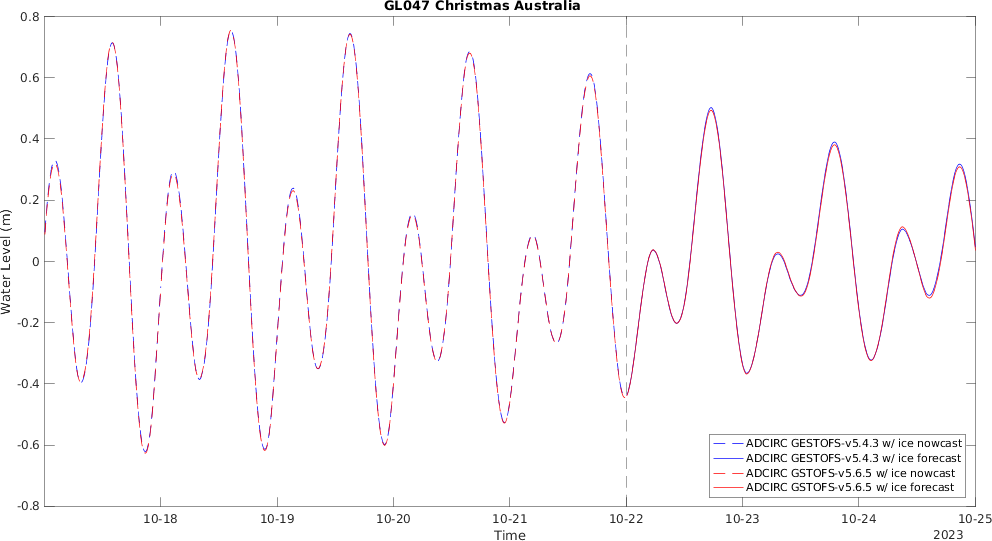 GL047 Christmas Australia
0.8
0.6
0.4
0.2
0
-0.2
-0.4
-0.6
-0.8
Water Level (m)
ADCIRC GESTOFS-v5.4.3 w/ ice nowcast
ADCIRC GESTOFS-v5.4.3 w/ ice forecast
ADCIRC GSTOFS-v5.6.5 w/ ice nowcast
ADCIRC GSTOFS-v5.6.5 w/ ice forecast
10-18 10-19 10-20 10-21 10-22 10-23 10-24 10-25
Time
2023